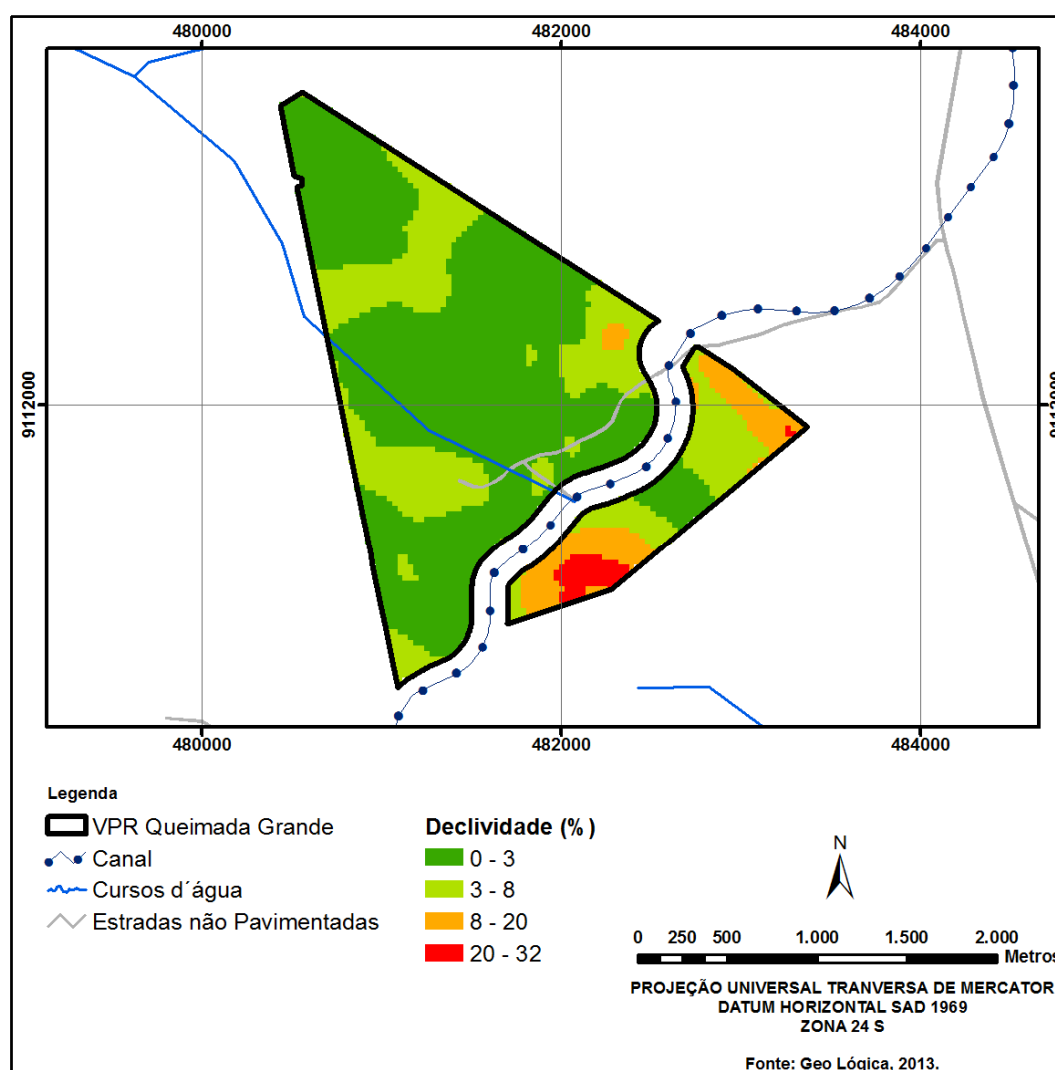 480000 482000 484000
9112000
9112000
480000 482000 484000
Legenda
VPR Queimada Grande
Canal
Cursos d´água
Estradas não Pavimentadas
Declividade (%)
0 - 3
3 - 8
8 - 20
20 - 32
N
0 250 500 1.000 1.500 2.000
Metros
PROJEÇÃO UNIVERSAL TRANVERSA DE MERCATOR
DATUM HORIZONTAL SAD 1969
ZONA 24 S
Fonte: Geo Lógica, 2013.